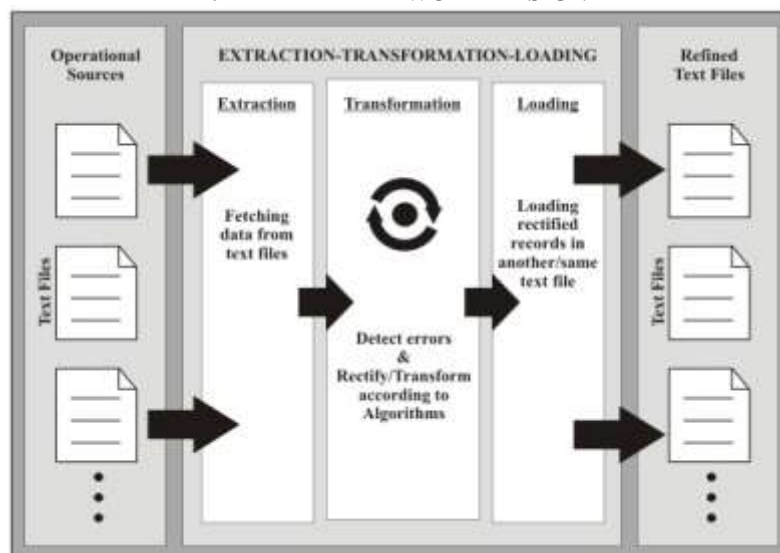 Operational
Sources
Text Files
EXTRACTION-TRANSFORMATION-LOADING
Extraction
Fetching
data from
text files
Transformation
Detect errors
&
Rectify/Transform
according to
Algorithms
Loading
Loading
rectified
records in
another/same
text file
Refined
Text Files
Text Files